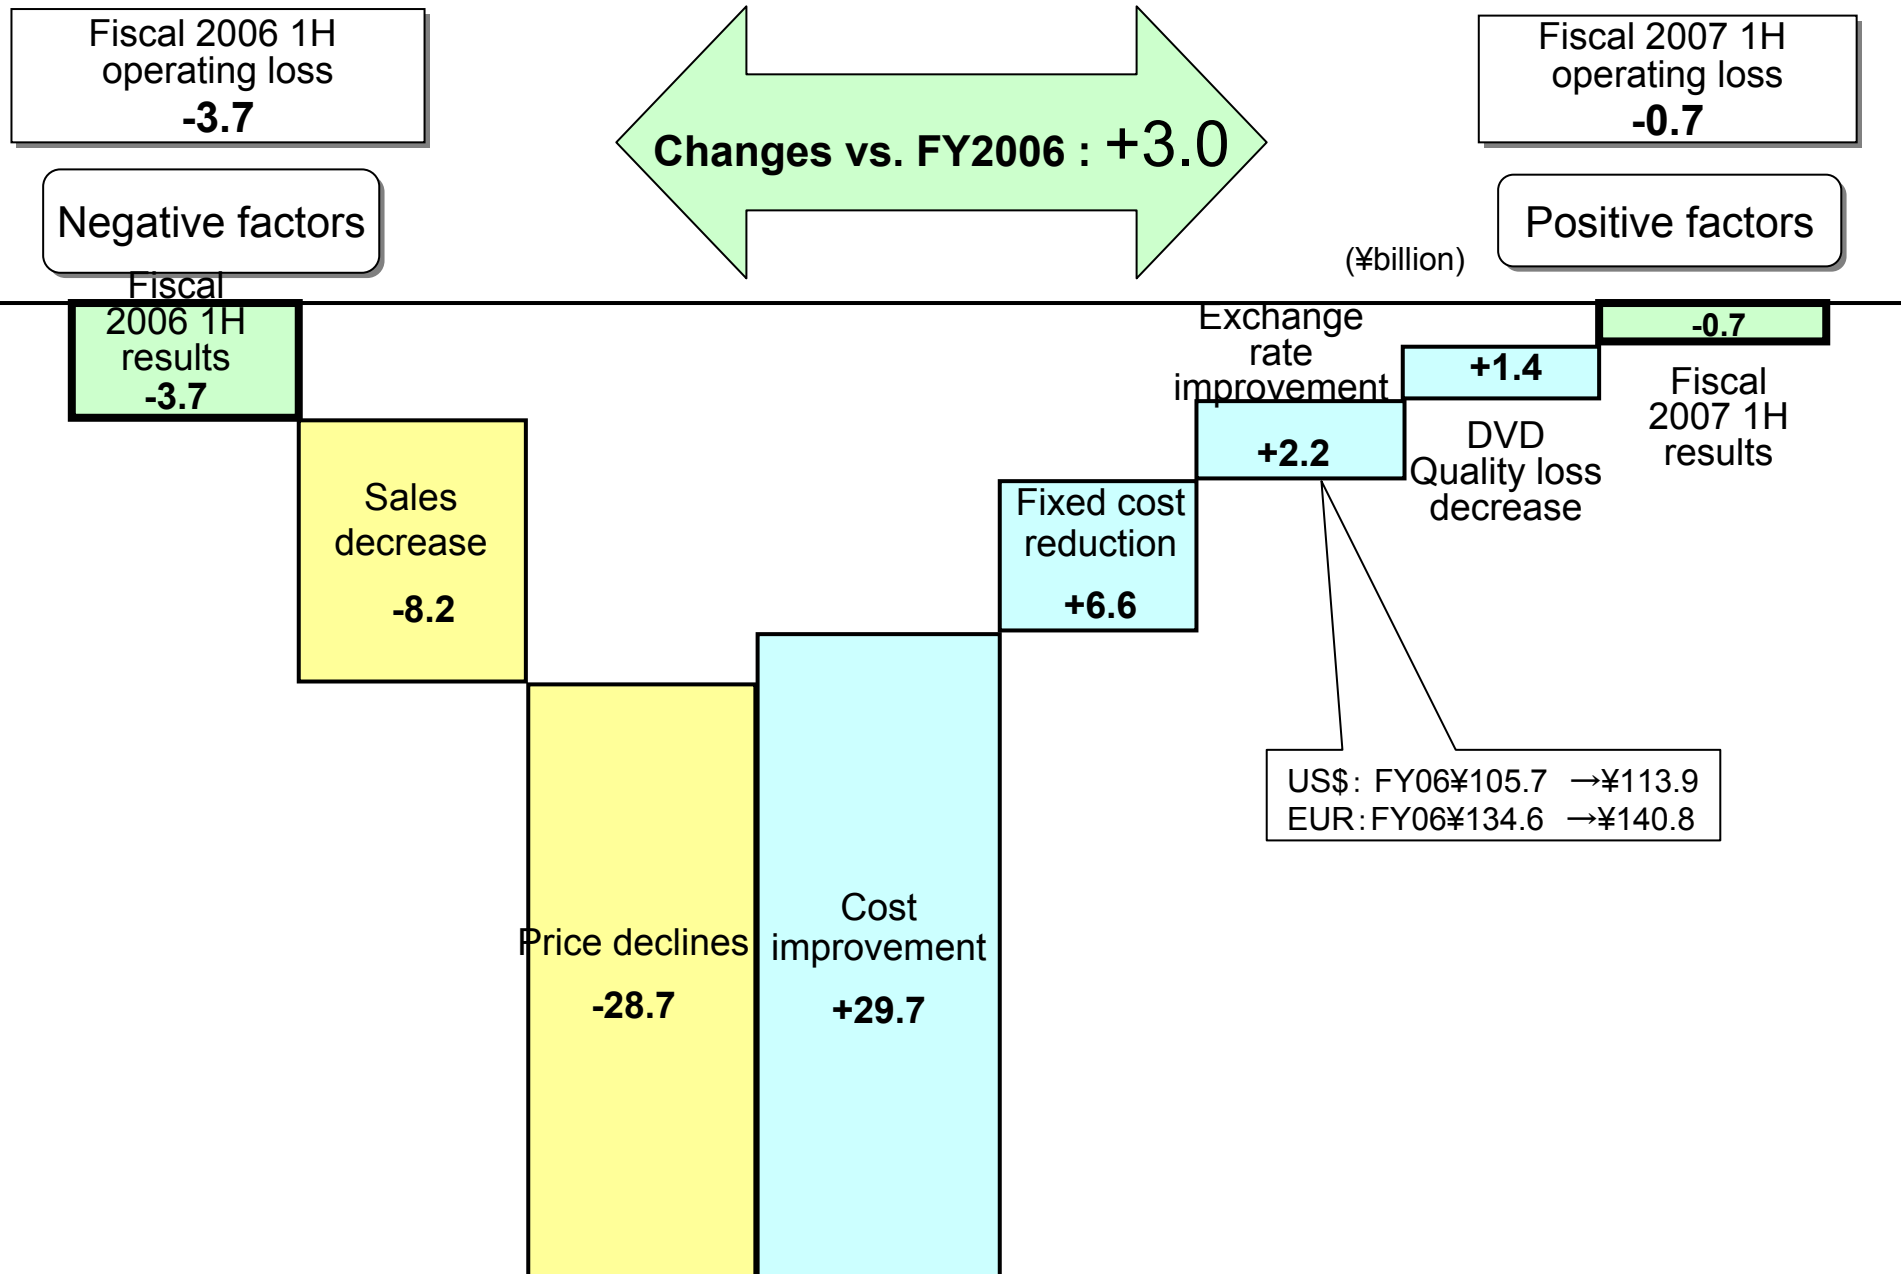 Fiscal 2006 1H
operating loss
-3.7
Changes vs. FY2006 : +3.0
Fiscal 2007 1H
operating loss
-0.7
Negative factors
Positive factors
(¥billion)
Fiscal
2006 1H
results
-3.7
Sales
decrease
-8.2
Price declines
-28.7
Cost
improvement
+29.7
Fixed cost
reduction
+6.6
Exchange
rate
improvement
+2.2
US$: FY06¥105.7 →¥113.9
EUR:FY06¥134.6 →¥140.8
+1.4
DVD
Quality loss
decrease
-0.7
Fiscal
2007 1H
results